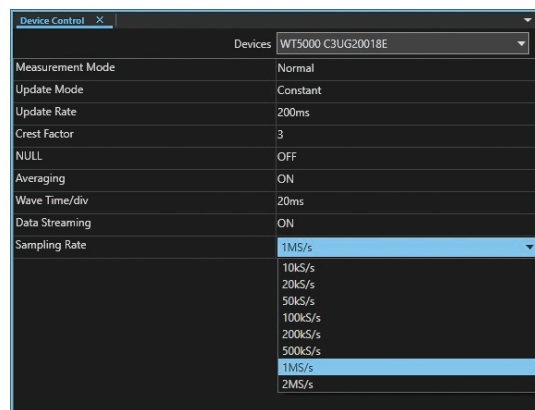 Device Control
Devices WT5000 C3UG20018E
Measurement Mode Normal
Update Mode Constant
Update Rate 200ms
Crest Factor 3
NULL OFF
Averaging ON
Wave Time/div 20ms
Data Streaming ON
Sampling Rate 1MS/s
10kS/s
20kS/s
50kS/s
100kS/s
200kS/s
500kS/s
1MS/s
2MS/s